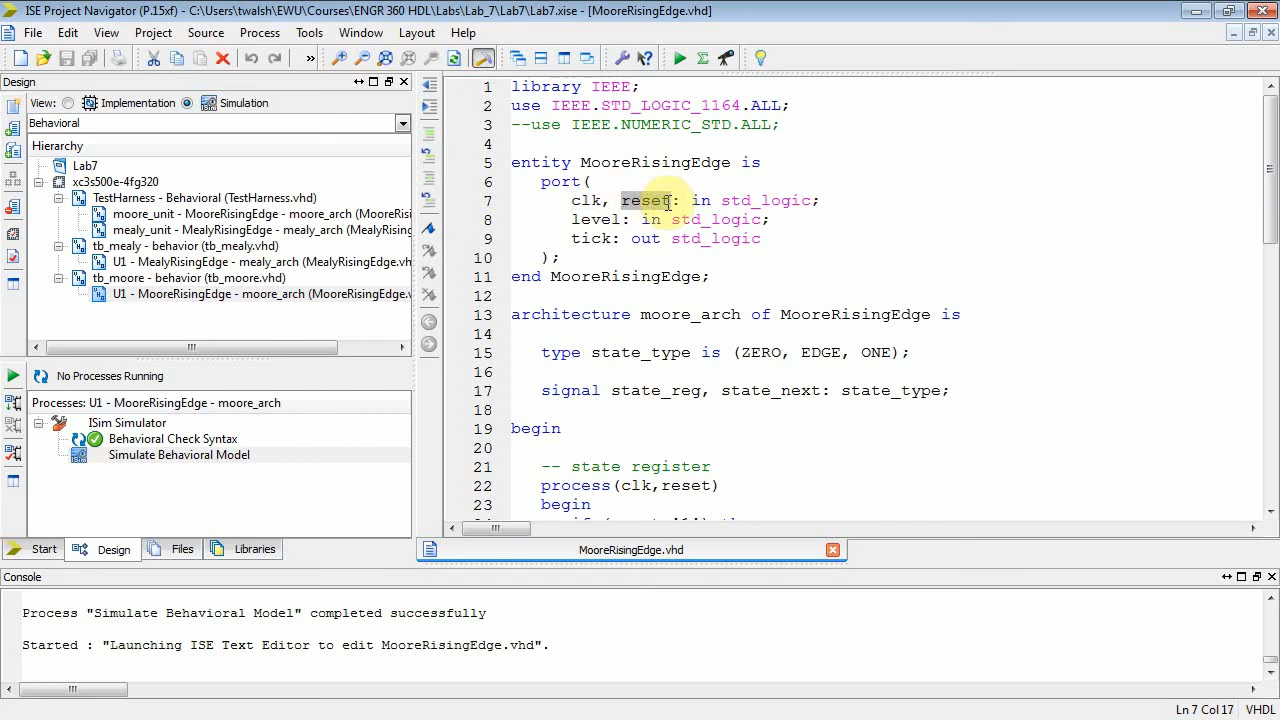 ISE Project Navigator (P.15xf) - C:\Users\twalsh\EWU\Courses\ENGR 360 HDL\Labs\Lab_7\Lab7\Lab7.xise - [MooreRisingEdge.vhd]
File Edit View Project Source Process Tools Window Layout Help
»
Design
View: Implementation Simulation
Behavioral
Hierarchy
Lab7
xc3s500e-4fg320
TestHarness - Behavioral (TestHarness.vhd)
moore_unit - MooreRisingEdge - moore_arch
mealy_unit - MealyRisingEdge - mealy_arch
tb_mealy - behavior (tb_mealy.vhd)
U1 - MealyRisingEdge - mealy_arch (MealyRisingEdge.vh
tb_moore - behavior (tb_moore.vhd)
U1 - MooreRisingEdge - moore_arch (MooreRisingEdge.v
No Processes Running
Processes: U1 - MooreRisingEdge - moore_arch
ISim Simulator
Behavioral Check Syntax
Simulate Behavioral Model
Start Design Files Libraries
1 library IEEE;
2 use IEEE.STD_LOGIC_1164.ALL;
3 --use IEEE.NUMERIC_STD.ALL;
4
5 entity MooreRisingEdge is
6 port(
7 clk, reset: in std_logic;
8 level: in std_logic;
9 tick: out std_logic
10 );
11 end MooreRisingEdge;
12
13 architecture moore_arch of MooreRisingEdge is
14
15 type state_type is (ZERO, EDGE, ONE);
16
17 signal state_reg, state_next: state_type;
18
19 begin
20
21 -- state register
22 process(clk,reset)
23 begin
MooreRisingEdge.vhd
Console
Process "Simulate Behavioral Model" completed successfully
Started : "Launching ISE Text Editor to edit MooreRisingEdge.vhd".
Ln 7 Col 17 VHDL